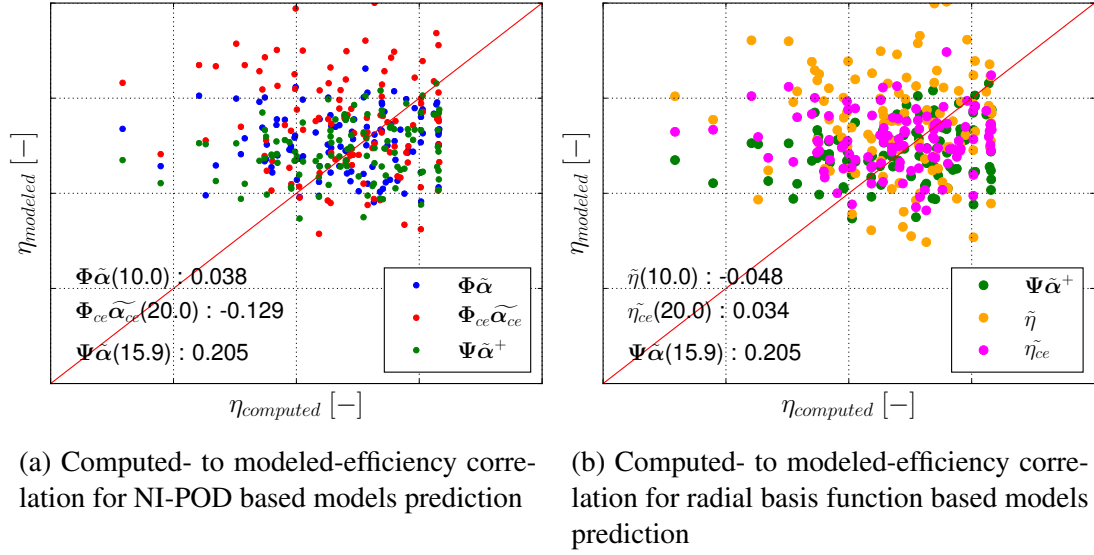 η_modeled [−]
Φα̃(10.0) : 0.038
Φ_ce α̃_ce(20.0) : -0.129
Ψα̃(15.9) : 0.205
Φα̃
Φ_ce α̃_ce
Ψα̃⁺
η_computed [−]
(a) Computed- to modeled-efficiency corre-
lation for NI-POD based models prediction
η_modeled [−]
η̃(10.0) : -0.048
η̃_ce(20.0) : 0.034
Ψα̃(15.9) : 0.205
Ψα̃⁺
η̃
η̃_ce
η_computed [−]
(b) Computed- to modeled-efficiency corre-
lation for radial basis function based models
prediction